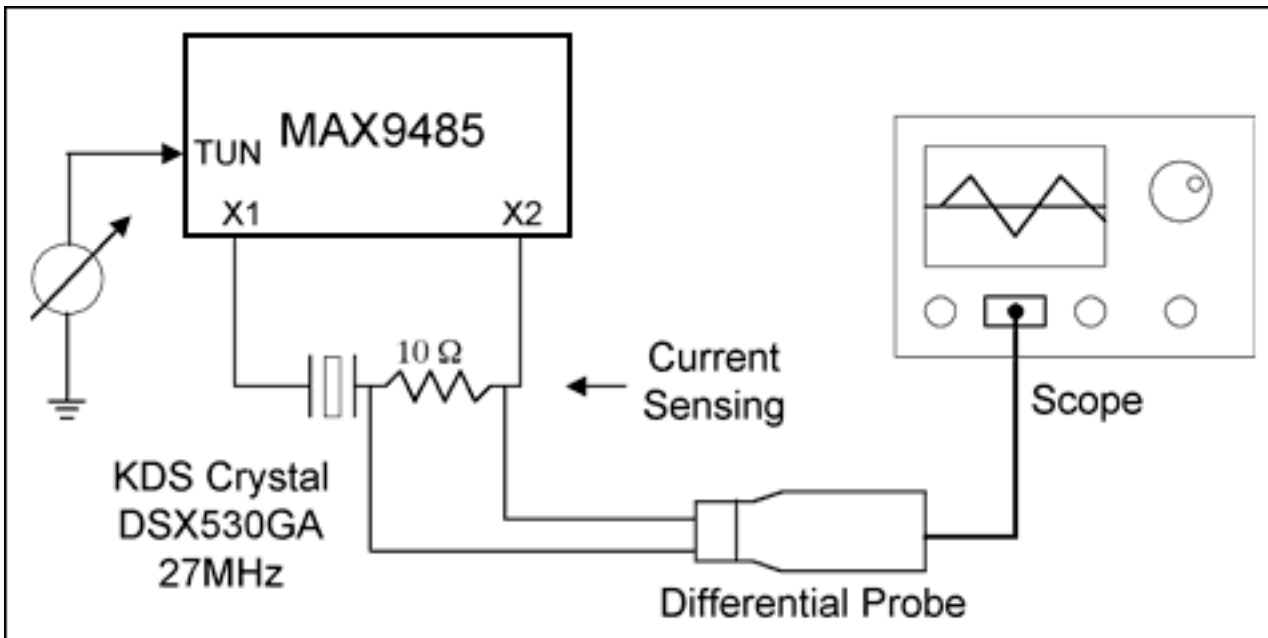 MAX9485
TUN
X1
X2
10 Ω
Current
Sensing
Scope
KDS Crystal
DSX530GA
27MHz
Differential Probe